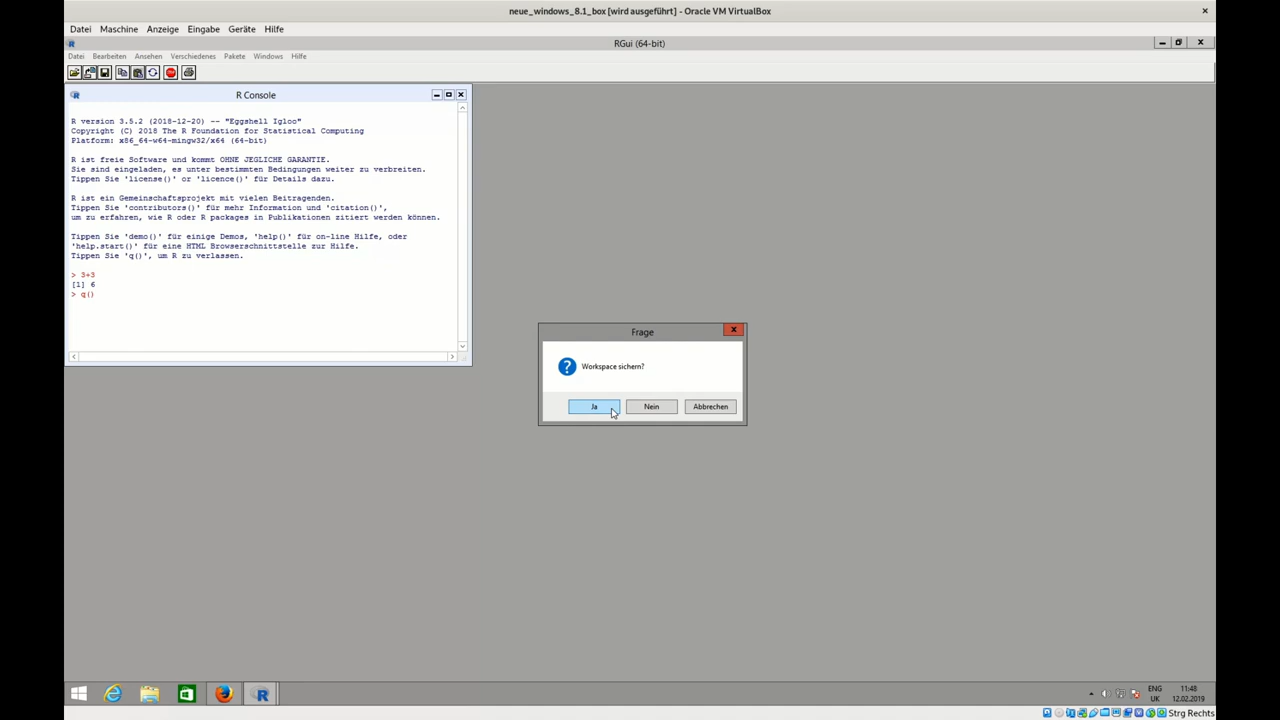 neue_windows_8.1_box [wird ausgeführt] - Oracle VM VirtualBox
Datei Maschine Anzeige Eingabe Geräte Hilfe
RGui (64-bit)
Datei Bearbeiten Ansehen Verschiedenes Pakete Windows Hilfe
STOP
R Console
R version 3.5.2 (2018-12-20) -- "Eggshell Igloo"
Copyright (C) 2018 The R Foundation for Statistical Computing
Platform: x86_64-w64-mingw32/x64 (64-bit)
R ist freie Software und kommt OHNE JEGLICHE GARANTIE.
Sie sind eingeladen, es unter bestimmten Bedingungen weiter zu verbreiten.
Tippen Sie 'license()' or 'licence()' für Details dazu.
R ist ein Gemeinschaftsprojekt mit vielen Beitragenden.
Tippen Sie 'contributors()' für mehr Information und 'citation()',
um zu erfahren, wie R oder R packages in Publikationen zitiert werden können.
Tippen Sie 'demo()' für einige Demos, 'help()' für on-line Hilfe, oder
'help.start()' für eine HTML Browserschnittstelle zur Hilfe.
Tippen Sie 'q()', um R zu verlassen.
> 3+3
[1] 6
> q()
Frage
Workspace sichern?
Ja Nein Abbrechen
ENG 11:48
UK 12.02.2019
Strg Rechts